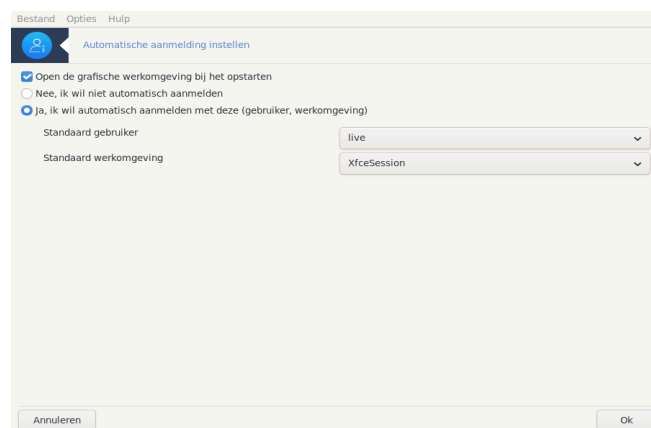 Bestand Opties Hulp
Automatische aanmelding instellen
Open de grafische werkomgeving bij het opstarten
Nee, ik wil niet automatisch aanmelden
Ja, ik wil automatisch aanmelden met deze (gebruiker, werkomgeving)
Standaard gebruiker live
Standaard werkomgeving XfceSession
Annuleren Ok